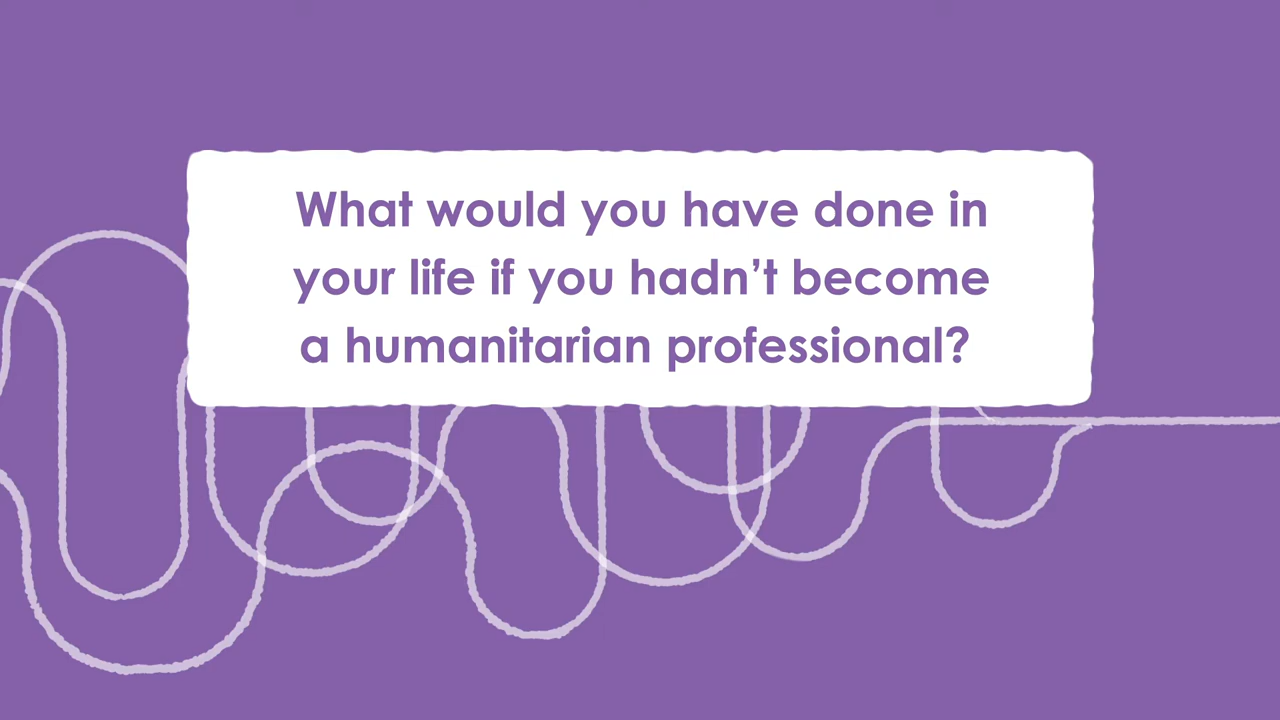 What would you have done in
your life if you hadn’t become
a humanitarian professional?